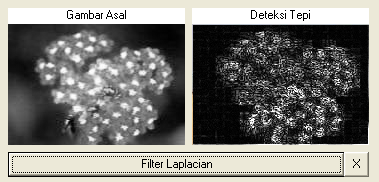 Gambar Asal
Deteksi Tepi
Filter Laplacian
X